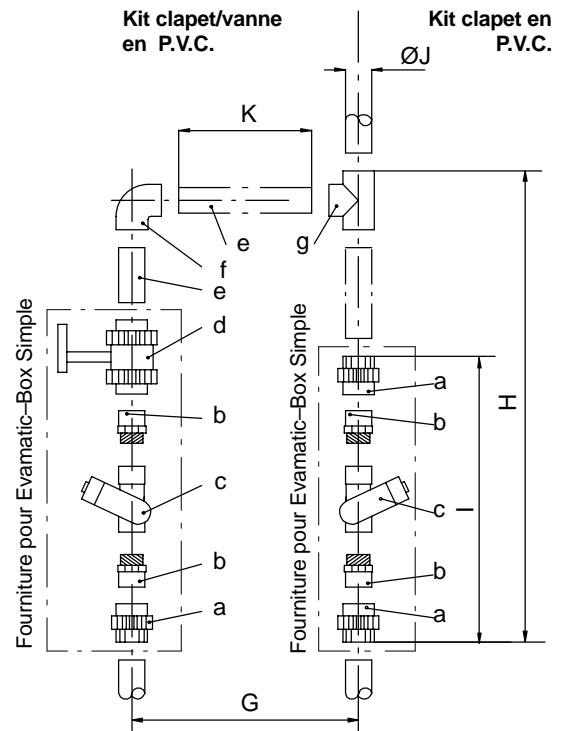 Kit clapet/vanne
en P.V.C.
Kit clapet en
P.V.C.
ØJ
K
e
g
f
e
d
b
c
b
a
Fourniture pour Evamatic–Box Simple
Fourniture pour Evamatic–Box Simple
a
b
c
b
a
I
H
G